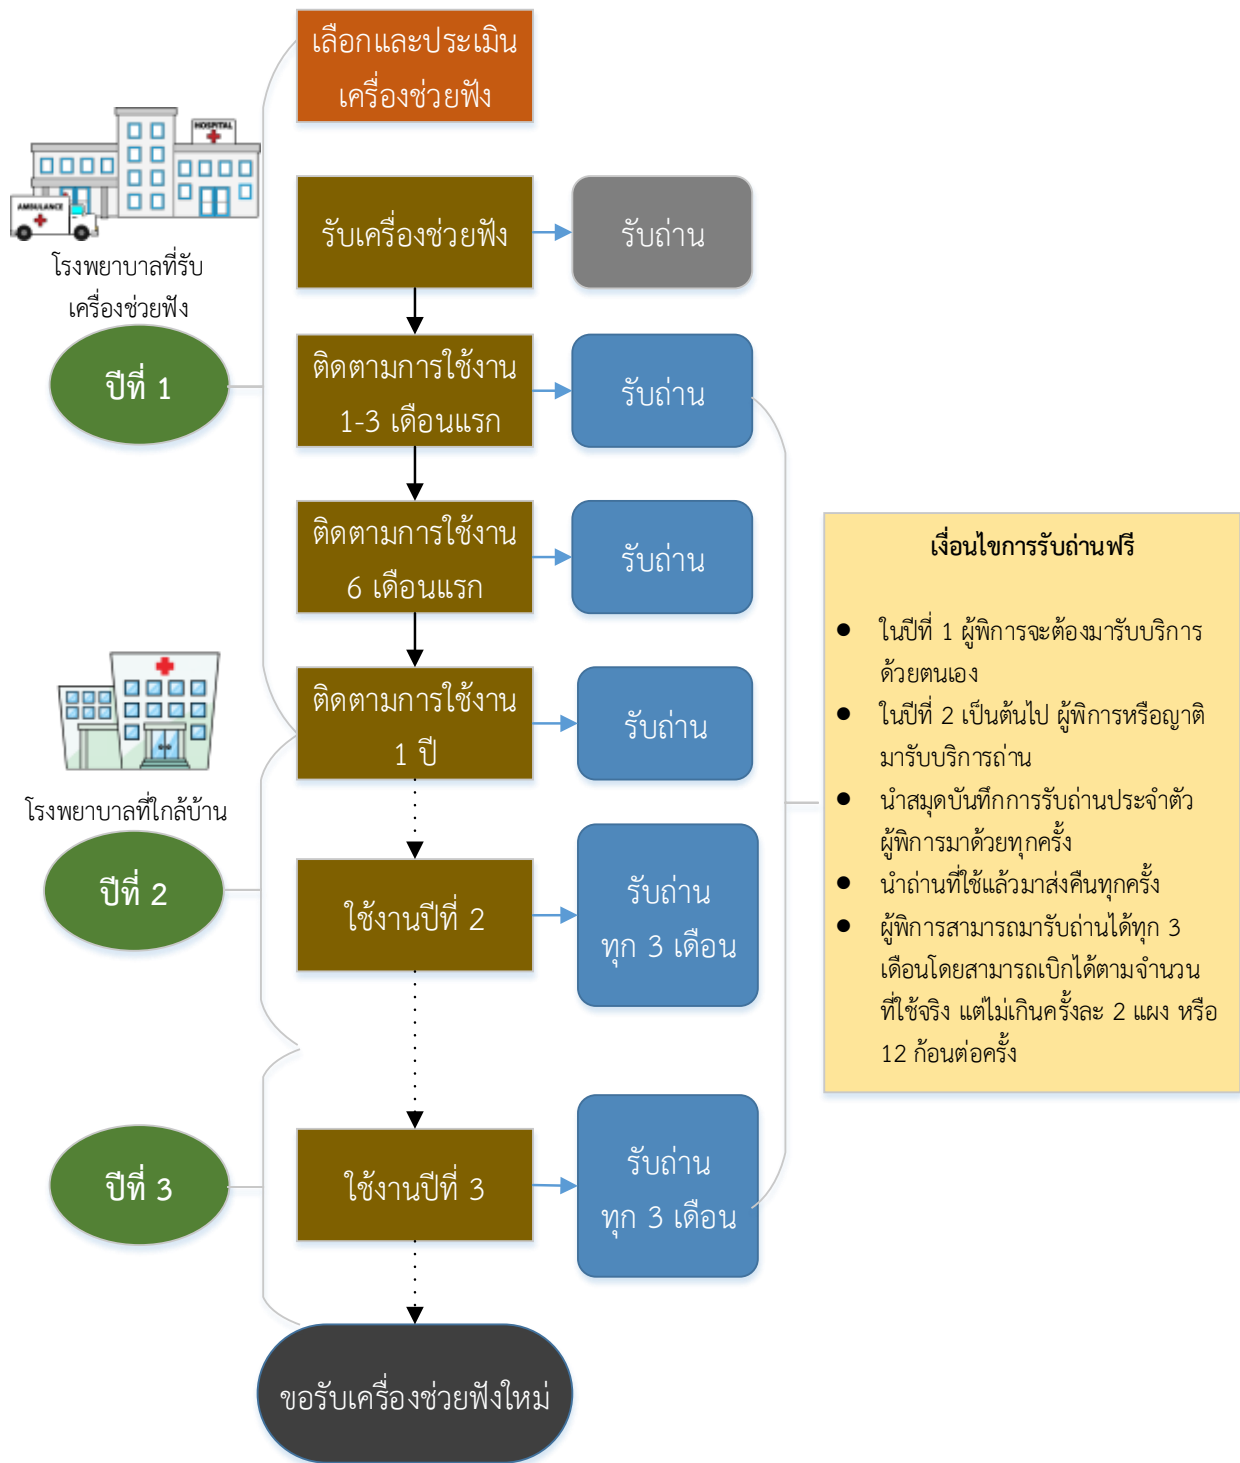 เลือกและประเมิน
เครื่องช่วยฟัง
HOSPITAL
AMBULANCE
โรงพยาบาลที่รับ
เครื่องช่วยฟัง
ปีที่ 1
รับเครื่องช่วยฟัง
รับถ่าน
ติดตามการใช้งาน
1-3 เดือนแรก
รับถ่าน
ติดตามการใช้งาน
6 เดือนแรก
รับถ่าน
ติดตามการใช้งาน
1 ปี
รับถ่าน
โรงพยาบาลที่ใกล้บ้าน
ปีที่ 2
ใช้งานปีที่ 2
รับถ่าน
ทุก 3 เดือน
ปีที่ 3
ใช้งานปีที่ 3
รับถ่าน
ทุก 3 เดือน
ขอรับเครื่องช่วยฟังใหม่
เงื่อนไขการรับถ่านฟรี
● ในปีที่ 1 ผู้พิการจะต้องมารับบริการ
ด้วยตนเอง
● ในปีที่ 2 เป็นต้นไป ผู้พิการหรือญาติ
มารับบริการถ่าน
● นำสมุดบันทึกการรับถ่านประจำตัว
ผู้พิการมาด้วยทุกครั้ง
● นำถ่านที่ใช้แล้วมาส่งคืนทุกครั้ง
● ผู้พิการสามารถมารับถ่านได้ทุก 3
เดือนโดยสามารถเบิกได้ตามจำนวน
ที่ใช้จริง แต่ไม่เกินครั้งละ 2 แผง หรือ
12 ก้อนต่อครั้ง